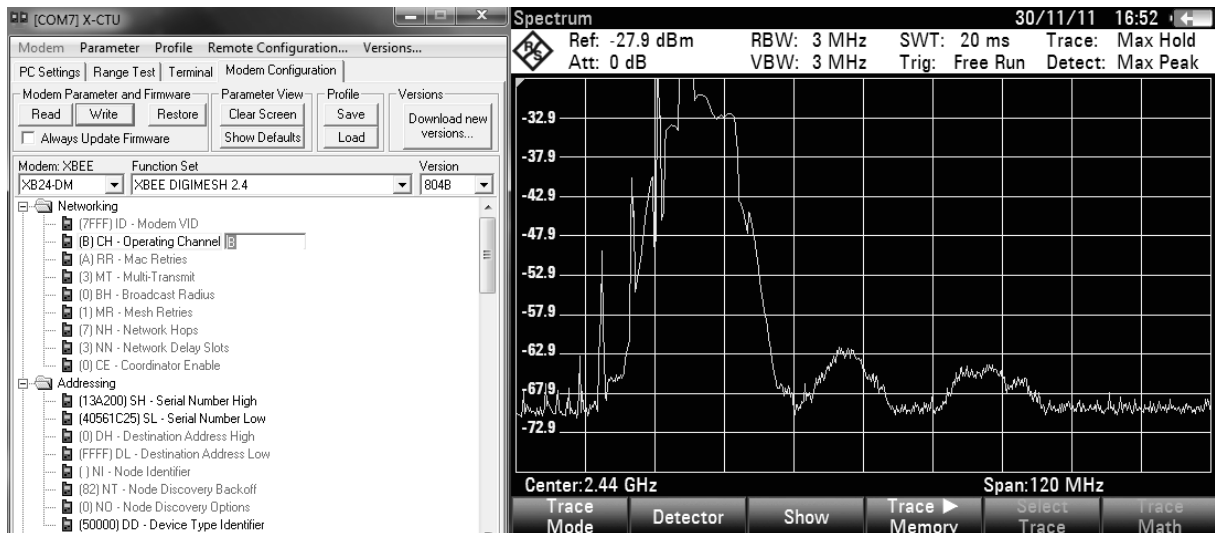 [COM7] X-CTU
Modem Parameter Profile Remote Configuration... Versions...
PC Settings Range Test Terminal Modem Configuration
Modem Parameter and Firmware Parameter View Profile Versions
Read Write Restore Clear Screen Save Download new versions...
Always Update Firmware Show Defaults Load
Modem: XBEE Function Set Version
XB24-DM XBEE DIGIMESH 2.4 804B
Networking
(7FFF) ID - Modem VID
(B) CH - Operating Channel B
(A) RR - Mac Retries
(3) MT - Multi-Transmit
(0) BH - Broadcast Radius
(1) MR - Mesh Retries
(7) NH - Network Hops
(3) NN - Network Delay Slots
(0) CE - Coordinator Enable
Addressing
(13A200) SH - Serial Number High
(40561C25) SL - Serial Number Low
(0) DH - Destination Address High
(FFFF) DL - Destination Address Low
( ) NI - Node Identifier
(82) NT - Node Discovery Backoff
(0) NO - Node Discovery Options
(50000) DD - Device Type Identifier
Spectrum 30/11/11 16:52
R&S
Ref: -27.9 dBm RBW: 3 MHz SWT: 20 ms Trace: Max Hold
Att: 0 dB VBW: 3 MHz Trig: Free Run Detect: Max Peak
-32.9
-37.9
-42.9
-47.9
-52.9
-57.9
-62.9
-67.9
-72.9
Center:2.44 GHz Span:120 MHz
Trace Mode Detector Show Trace ▶ Memory Select Trace Trace Math